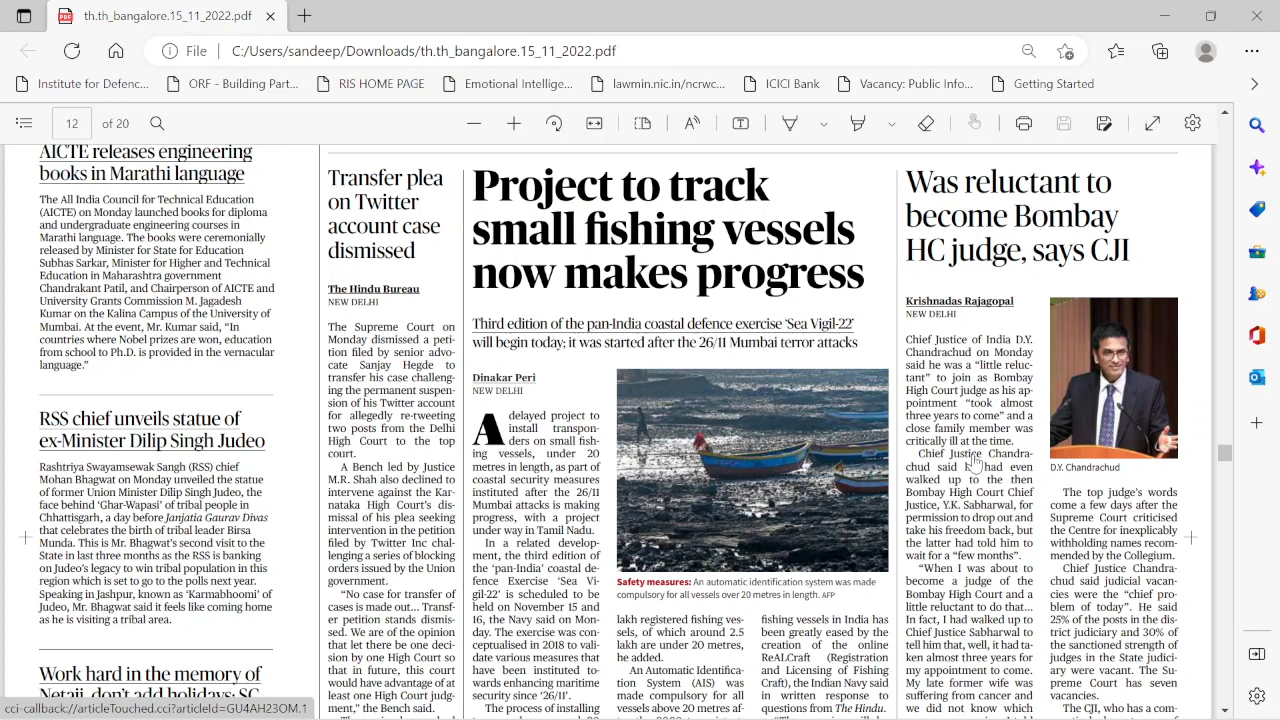 th.th_bangalore.15_11_2022.pdf
File
C:/Users/sandeep/Downloads/th.th_bangalore.15_11_2022.pdf
Institute for Defenc...
ORF - Building Part...
RIS HOME PAGE
Emotional Intellige...
lawmin.nic.in/ncrwc...
ICICI Bank
Vacancy: Public Info...
Getting Started
12 of 20
AICTE releases engineering
books in Marathi language
The All India Council for Technical Education
(AICTE) on Monday launched books for diploma
and undergraduate engineering courses in
Marathi language. The books were ceremonially
released by Minister for State for Education
Subhas Sarkar, Minister for Higher and Technical
Education in Maharashtra government
Chandrakant Patil, and Chairperson of AICTE and
University Grants Commission M. Jagadesh
Kumar on the Kalina Campus of the University of
Mumbai. At the event, Mr. Kumar said, “In
countries where Nobel prizes are won, education
from school to Ph.D. is provided in the vernacular
language.”
RSS chief unveils statue of
ex-Minister Dilip Singh Judeo
Rashtriya Swayamsewak Sangh (RSS) chief
Mohan Bhagwat on Monday unveiled the statue
of former Union Minister Dilip Singh Judeo, the
face behind ‘Ghar-Wapasi’ of tribal people in
Chhattisgarh, a day before Janjatia Gaurav Divas
that celebrates the birth of tribal leader Birsa
Munda. This is Mr. Bhagwat’s second visit to the
State in last three months as the RSS is banking
on Judeo’s legacy to win tribal population in this
region which is set to go to the polls next year.
Speaking in Jashpur, known as ‘Karmabhoomi’ of
Judeo, Mr. Bhagwat said it feels like coming home
as he is visiting a tribal area.
Work hard in the memory of
Netaji, don’t add holidays: SC
Transfer plea
on Twitter
account case
dismissed
The Hindu Bureau
NEW DELHI
The Supreme Court on
Monday dismissed a peti-
tion filed by senior advo-
cate Sanjay Hegde to
transfer his case challeng-
ing the permanent suspen-
sion of his Twitter account
for allegedly re-tweeting
two posts from the Delhi
High Court to the top
court.
A Bench led by Justice
M.R. Shah also declined to
intervene against the Kar-
nataka High Court’s dis-
missal of his plea seeking
intervention in the petition
filed by Twitter Inc chal-
lenging a series of blocking
orders issued by the Union
government.
“No case for transfer of
cases is made out... Transf-
er petition stands dismis-
sed. We are of the opinion
that let there be one deci-
sion by one High Court so
that in future, this court
would have advantage of at
least one High Court judg-
ment,” the Bench said.
Project to track
small fishing vessels
now makes progress
Third edition of the pan-India coastal defence exercise ‘Sea Vigil-22’
will begin today; it was started after the 26/11 Mumbai terror attacks
Dinakar Peri
NEW DELHI
A delayed project to
install transpon-
ders on small fish-
ing vessels, under 20
metres in length, as part of
coastal security measures
instituted after the 26/11
Mumbai attacks is making
progress, with a project
under way in Tamil Nadu.
In a related develop-
ment, the third edition of
the ‘pan-India’ coastal de-
fence Exercise ‘Sea Vi-
gil-22’ is scheduled to be
held on November 15 and
16, the Navy said on Mon-
day. The exercise was con-
ceptualised in 2018 to vali-
date various measures that
have been instituted to-
wards enhancing maritime
security since ‘26/11’.
The process of installing
Safety measures: An automatic identification system was made
compulsory for all vessels over 20 metres in length. AFP
lakh registered fishing ves-
sels, of which around 2.5
lakh are under 20 metres,
he added.
An Automatic Identifica-
tion System (AIS) was
made compulsory for all
vessels above 20 metres af-
fishing vessels in India has
been greatly eased by the
creation of the online
ReALCraft (Registration
and Licensing of Fishing
Craft), the Indian Navy said
in written response to
questions from The Hindu.
Was reluctant to
become Bombay
HC judge, says CJI
Krishnadas Rajagopal
NEW DELHI
Chief Justice of India D.Y.
Chandrachud on Monday
said he was a “little reluc-
tant” to join as Bombay
High Court judge as his ap-
pointment “took almost
three years to come” and a
close family member was
critically ill at the time.
Chief Justice Chandra-
chud said he had even
walked up to the then
Bombay High Court Chief
Justice, Y.K. Sabharwal, for
permission to drop out and
take his freedom back, but
the latter had told him to
wait for a “few months”.
“When I was about to
become a judge of the
Bombay High Court and a
little reluctant to do that...
In fact, I had walked up to
Chief Justice Sabharwal to
tell him that, well, it had ta-
ken almost three years for
my appointment to come.
My late former wife was
suffering from cancer and
we did not know which
D.Y. Chandrachud
The top judge’s words
come a few days after the
Supreme Court criticised
the Centre for inexplicably
withholding names recom-
mended by the Collegium.
Chief Justice Chandra-
chud said judicial vacan-
cies were the “chief pro-
blem of today”. He said
25% of the posts in the dis-
trict judiciary and 30% of
the sanctioned strength of
judges in the State judici-
ary were vacant. The Su-
preme Court has seven
vacancies.
The CJI, who has a com-
cci-callback://articleTouched.cci?articleId=GU4AH23OM.1